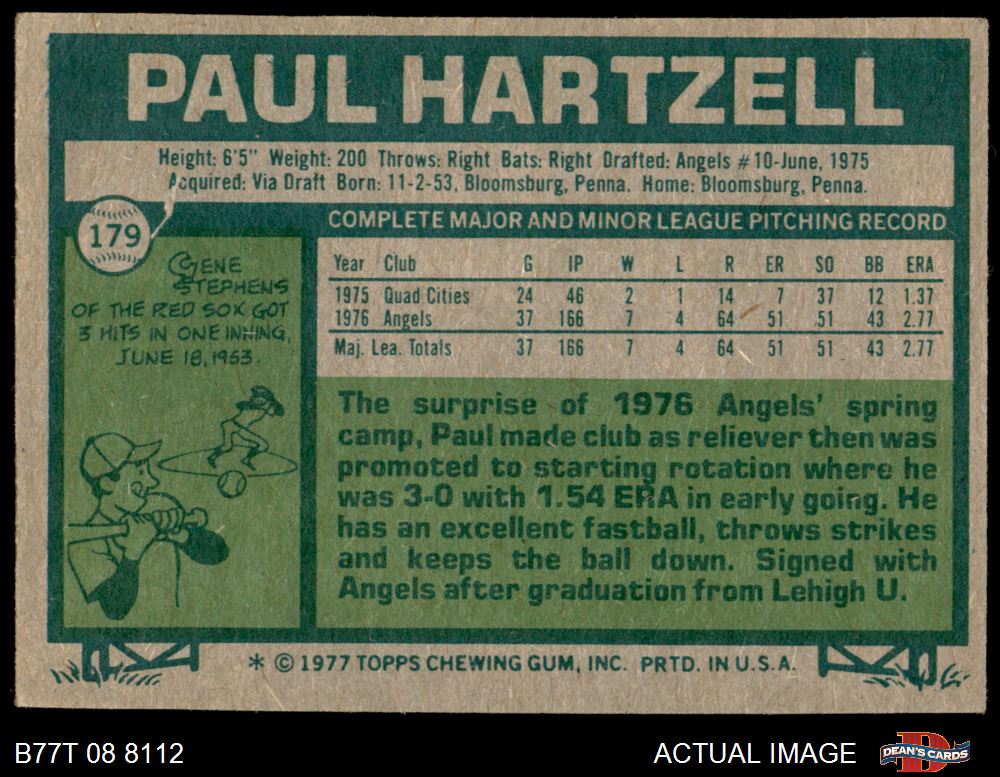 PAUL HARTZELL
Height: 6'5" Weight: 200 Throws: Right Bats: Right Drafted: Angels #10-June, 1975
Acquired: Via Draft Born: 11-2-53, Bloomsburg, Penna. Home: Bloomsburg, Penna.
179
COMPLETE MAJOR AND MINOR LEAGUE PITCHING RECORD
GENE
STEPHENS
OF THE RED SOX GOT
3 HITS IN ONE INNING,
JUNE 18, 1953.
Year Club G IP W L R ER SO BB ERA
1975 Quad Cities 24 46 2 1 14 7 37 12 1.37
1976 Angels 37 166 7 4 64 51 51 43 2.77
Maj. Lea. Totals 37 166 7 4 64 51 51 43 2.77
The surprise of 1976 Angels' spring
camp, Paul made club as reliever then was
promoted to starting rotation where he
was 3-0 with 1.54 ERA in early going. He
has an excellent fastball, throws strikes
and keeps the ball down. Signed with
Angels after graduation from Lehigh U.
* © 1977 TOPPS CHEWING GUM, INC. PRTD. IN U.S.A.
B77T 08 8112
ACTUAL IMAGE
DEAN'S CARDS